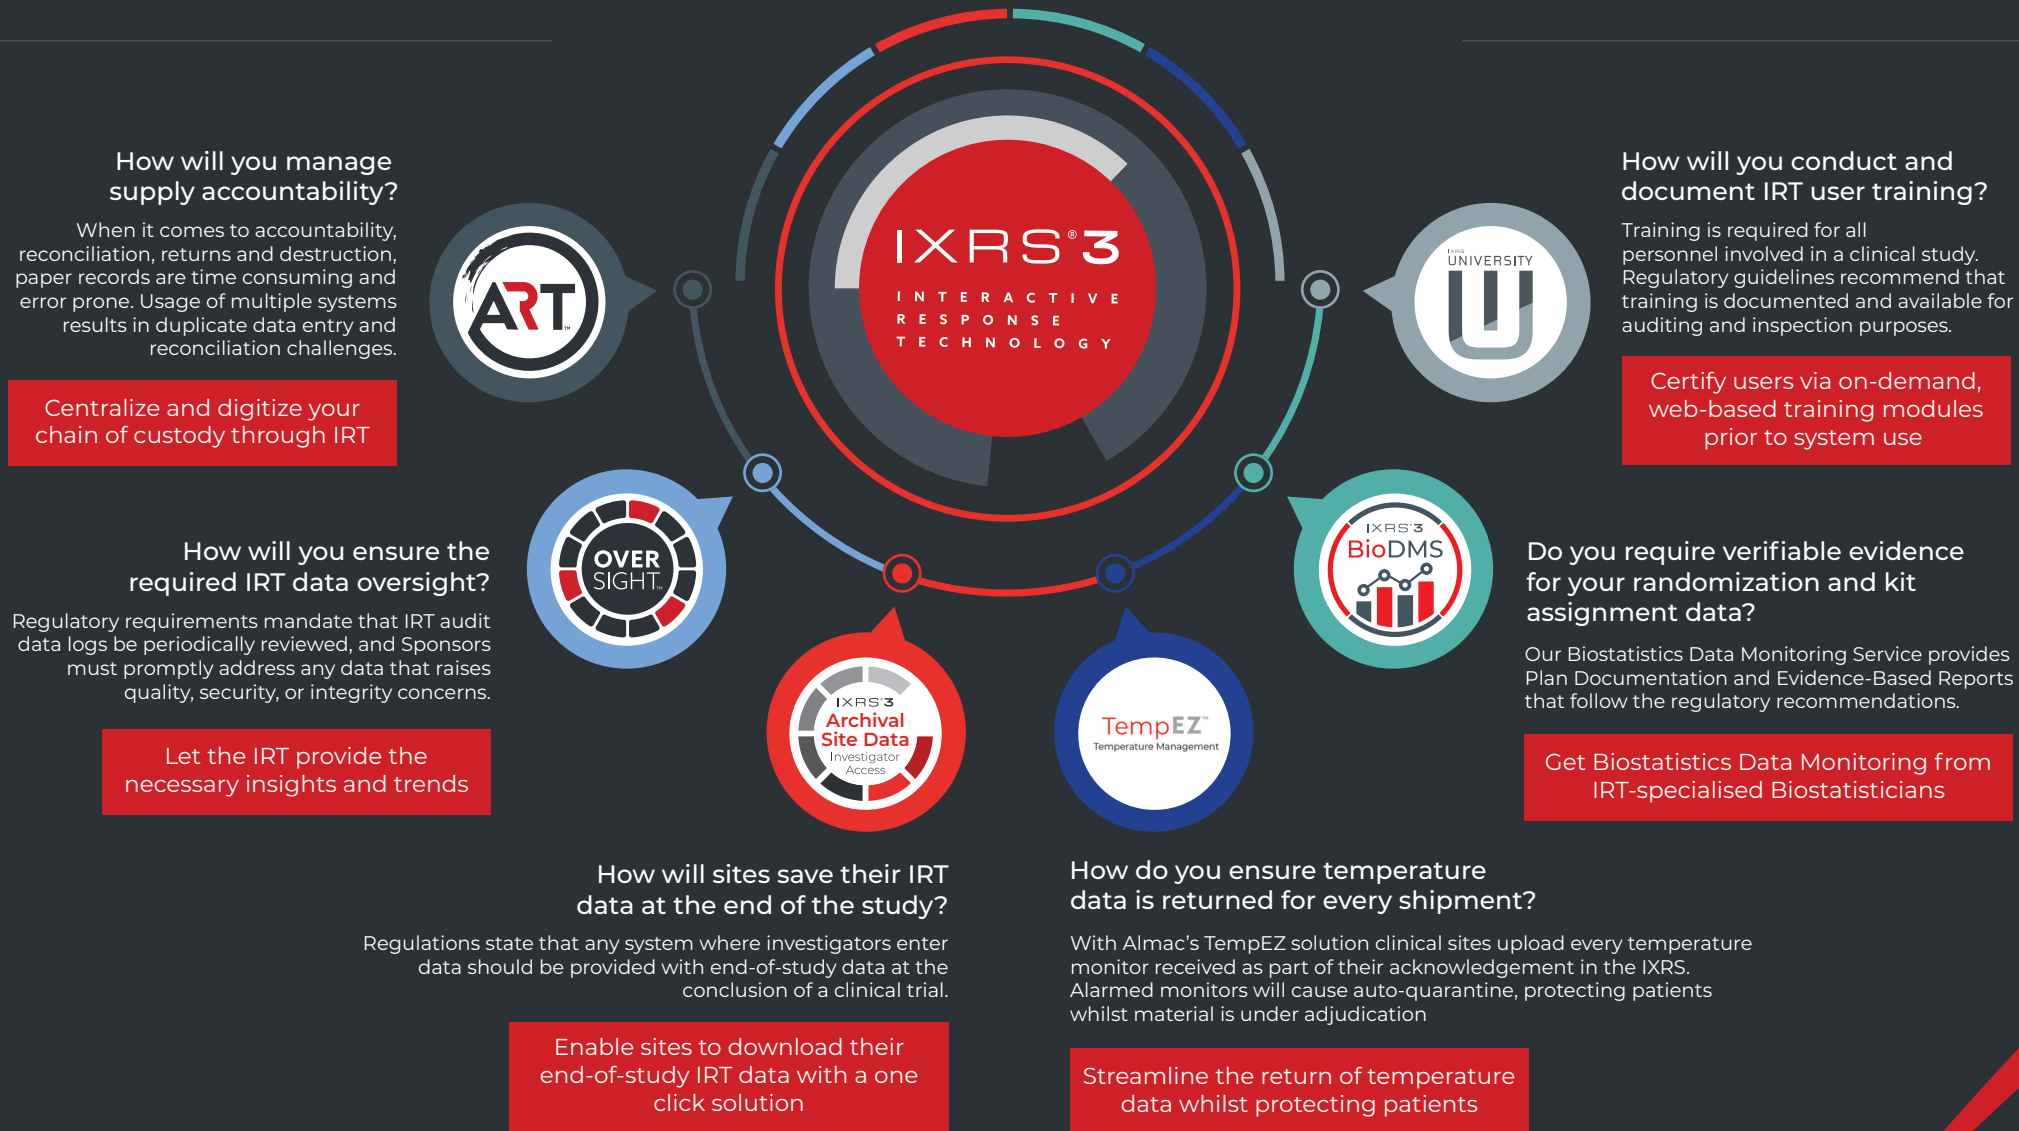 IXRS®3
INTERACTIVE
RESPONSE
TECHNOLOGY
How will you manage
supply accountability?
When it comes to accountability,
reconciliation, returns and destruction,
paper records are time consuming and
error prone. Usage of multiple systems
results in duplicate data entry and
reconciliation challenges.
Centralize and digitize your
chain of custody through IRT
ART™
How will you ensure the
required IRT data oversight?
Regulatory requirements mandate that IRT audit
data logs be periodically reviewed, and Sponsors
must promptly address any data that raises
quality, security, or integrity concerns.
Let the IRT provide the
necessary insights and trends
OVER
SIGHT™
How will sites save their IRT
data at the end of the study?
Regulations state that any system where investigators enter
data should be provided with end-of-study data at the
conclusion of a clinical trial.
Enable sites to download their
end-of-study IRT data with a one
click solution
IXRS®3
Archival
Site Data
Investigator
Access
TempEZ™
Temperature Management
How do you ensure temperature
data is returned for every shipment?
With Almac's TempEZ solution clinical sites upload every temperature
monitor received as part of their acknowledgement in the IXRS.
Alarmed monitors will cause auto-quarantine, protecting patients
whilst material is under adjudication
Streamline the return of temperature
data whilst protecting patients
IXRS®3
BioDMS
Do you require verifiable evidence
for your randomization and kit
assignment data?
Our Biostatistics Data Monitoring Service provides
Plan Documentation and Evidence-Based Reports
that follow the regulatory recommendations.
Get Biostatistics Data Monitoring from
IRT-specialised Biostatisticians
IXRS
UNIVERSITY
U
How will you conduct and
document IRT user training?
Training is required for all
personnel involved in a clinical study.
Regulatory guidelines recommend that
training is documented and available for
auditing and inspection purposes.
Certify users via on-demand,
web-based training modules
prior to system use